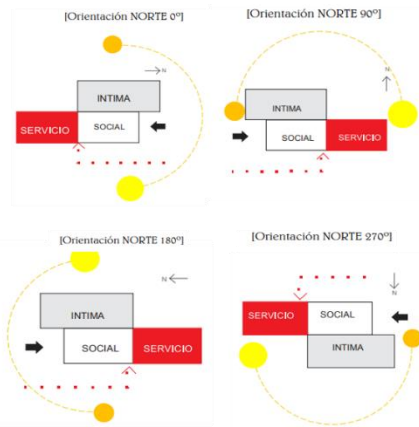 [Orientación NORTE 0º]
N
INTIMA
SERVICIO
SOCIAL
[Orientación NORTE 90º]
N
INTIMA
SOCIAL
SERVICIO
[Orientación NORTE 180º]
N
INTIMA
SOCIAL
SERVICIO
[Orientación NORTE 270º]
N
SERVICIO
SOCIAL
INTIMA